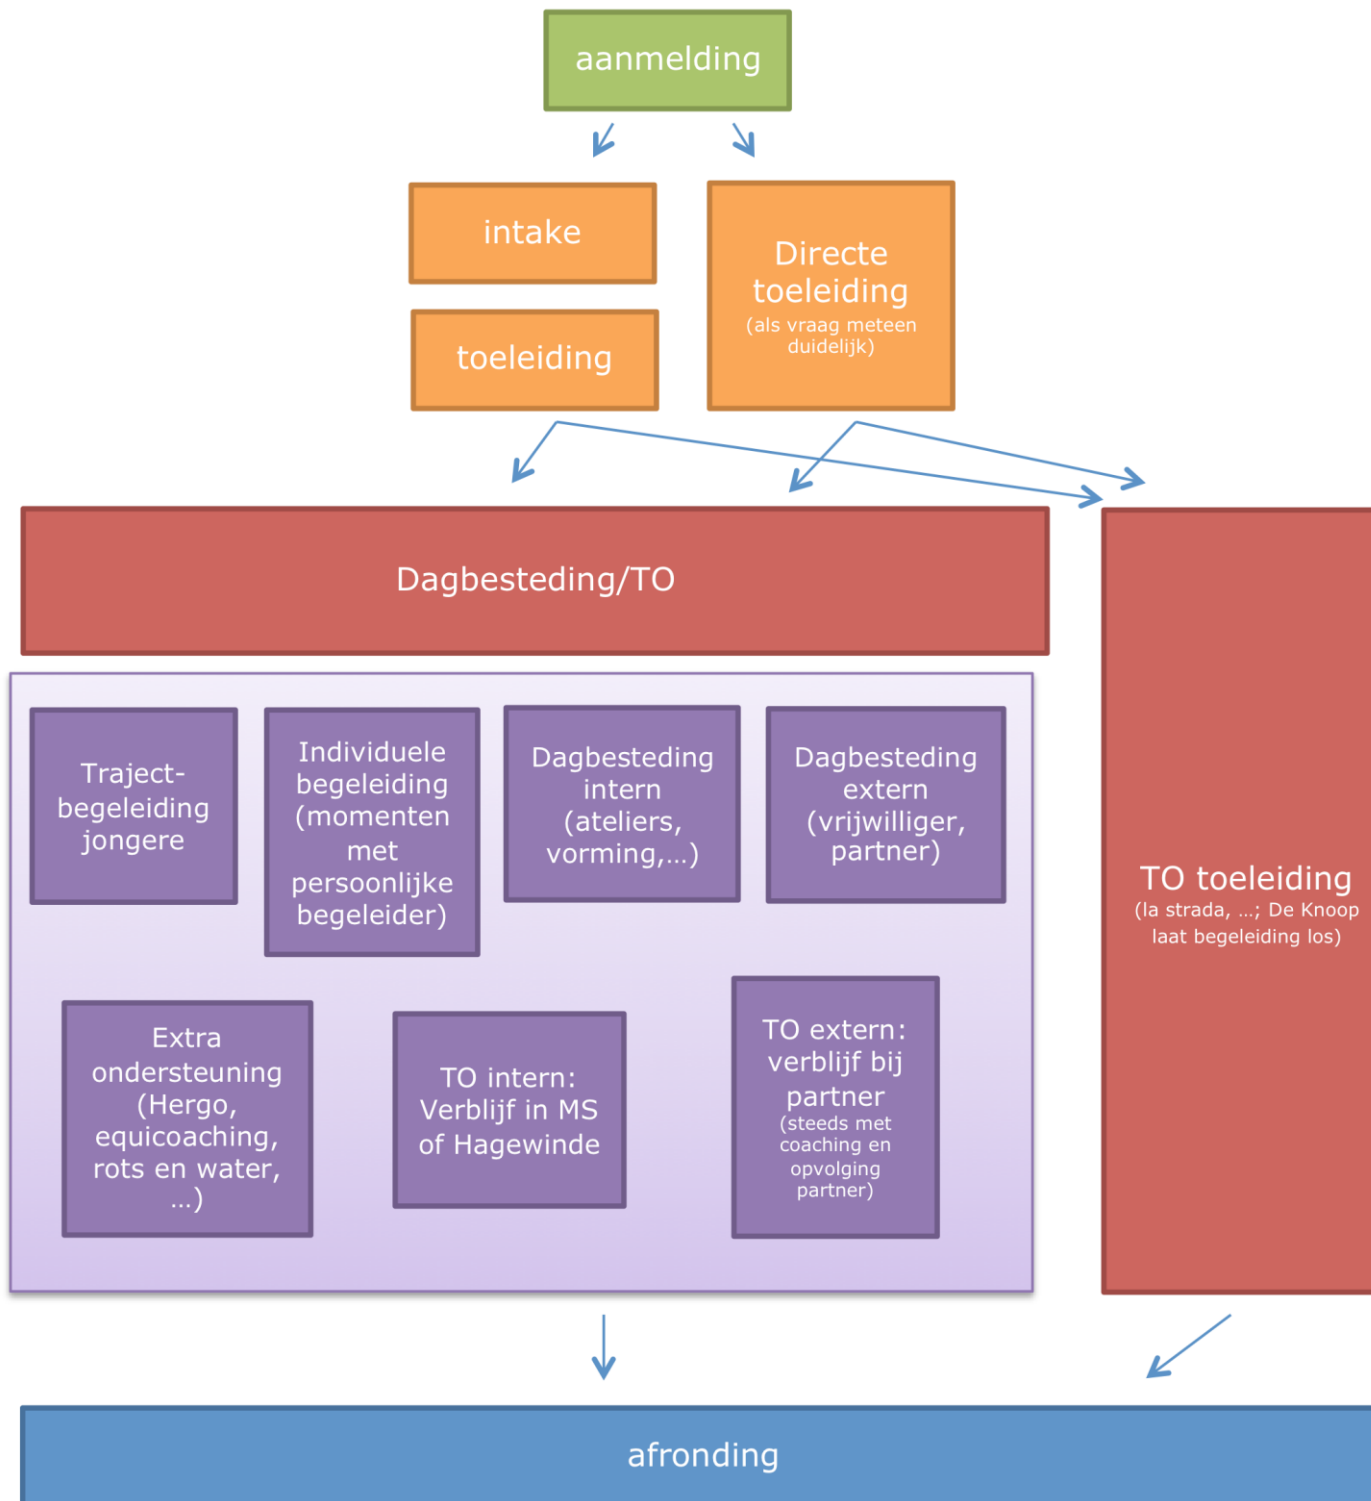 aanmelding
intake
toeleiding
Directe
toeleiding
(als vraag meteen
duidelijk)
Dagbesteding/TO
Traject-
begeleiding
jongere
Individuele
begeleiding
(momenten
met
persoonlijke
begeleider)
Dagbesteding
intern
(ateliers,
vorming,...)
Dagbesteding
extern
(vrijwilliger,
partner)
Extra
ondersteuning
(Hergo,
equicoaching,
rots en water,
...)
TO intern:
Verblijf in MS
of Hagewinde
TO extern:
verblijf bij
partner
(steeds met
coaching en
opvolging
partner)
TO toeleiding
(la strada, ...; De Knoop
laat begeleiding los)
afronding